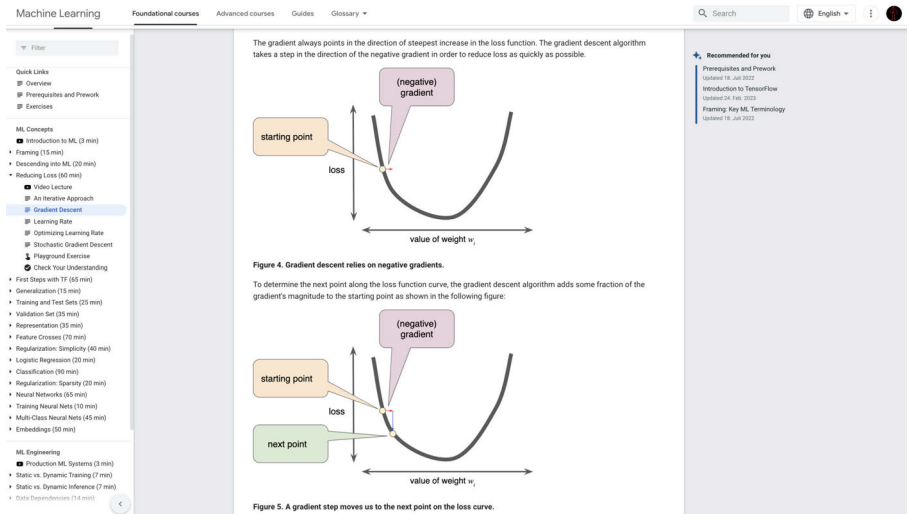 Machine Learning
Foundational courses
Advanced courses
Guides
Glossary
Search
English
Filter
Quick Links
Overview
Prerequisites and Prework
Exercises
ML Concepts
Introduction to ML (3 min)
Framing (15 min)
Descending into ML (20 min)
Reducing Loss (60 min)
Video Lecture
An Iterative Approach
Gradient Descent
Learning Rate
Optimizing Learning Rate
Stochastic Gradient Descent
Playground Exercise
Check Your Understanding
First Steps with TF (65 min)
Generalization (15 min)
Training and Test Sets (25 min)
Validation Set (35 min)
Representation (35 min)
Feature Crosses (70 min)
Regularization: Simplicity (40 min)
Logistic Regression (20 min)
Classification (90 min)
Regularization: Sparsity (20 min)
Neural Networks (65 min)
Training Neural Nets (10 min)
Multi-Class Neural Nets (45 min)
Embeddings (50 min)
ML Engineering
Production ML Systems (3 min)
Static vs. Dynamic Training (7 min)
Static vs. Dynamic Inference (7 min)
Data Dependencies (14 min)
The gradient always points in the direction of steepest increase in the loss function. The gradient descent algorithm
takes a step in the direction of the negative gradient in order to reduce loss as quickly as possible.
(negative)
gradient
starting point
loss
value of weight wi
Figure 4. Gradient descent relies on negative gradients.
To determine the next point along the loss function curve, the gradient descent algorithm adds some fraction of the
gradient's magnitude to the starting point as shown in the following figure:
(negative)
gradient
starting point
loss
next point
value of weight wi
Figure 5. A gradient step moves us to the next point on the loss curve.
Recommended for you
Prerequisites and Prework
Updated 18. Juli 2022
Introduction to TensorFlow
Updated 24. Feb. 2023
Framing: Key ML Terminology
Updated 18. Juli 2022